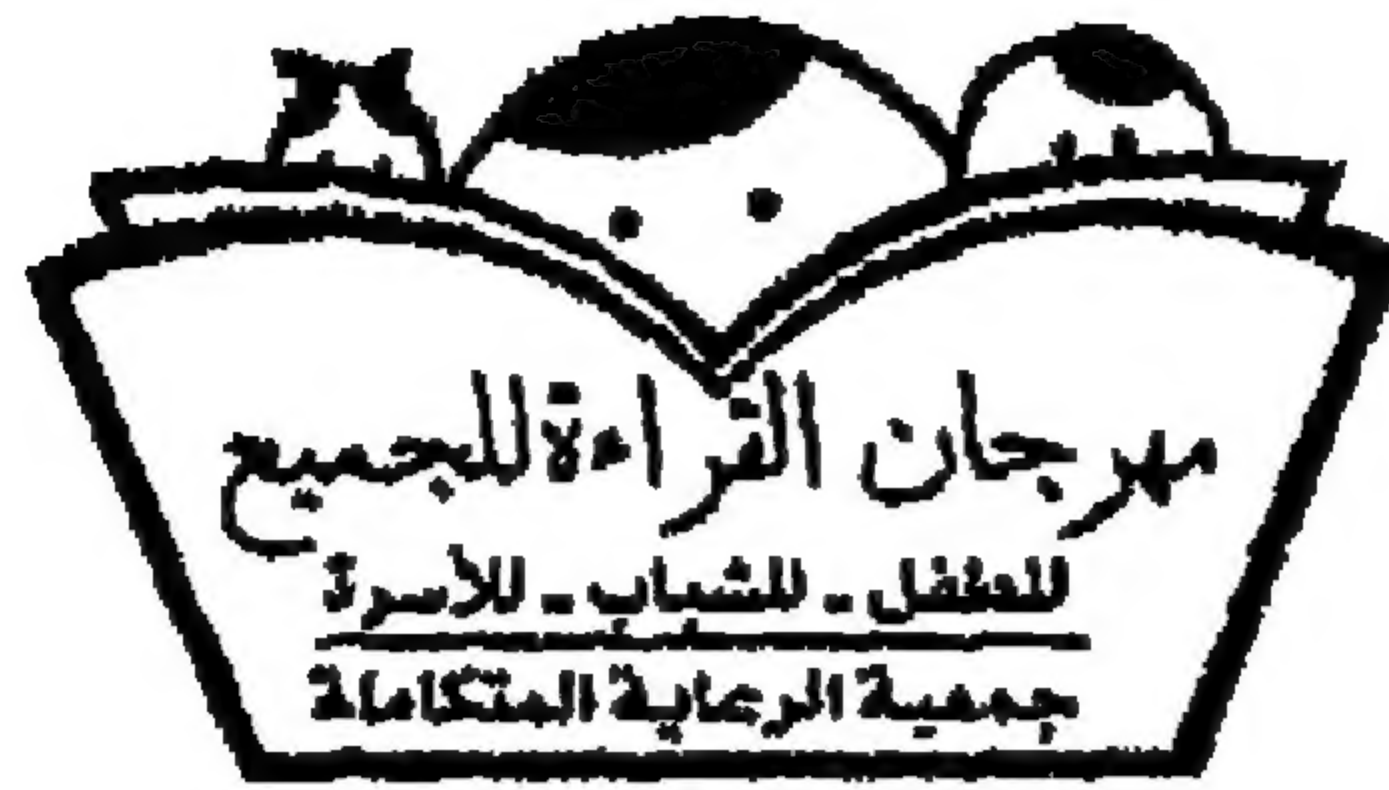 مهرجان القراءة للجميع
للطفل - للشباب - للأسرة
جمعية الرعاية المتكاملة